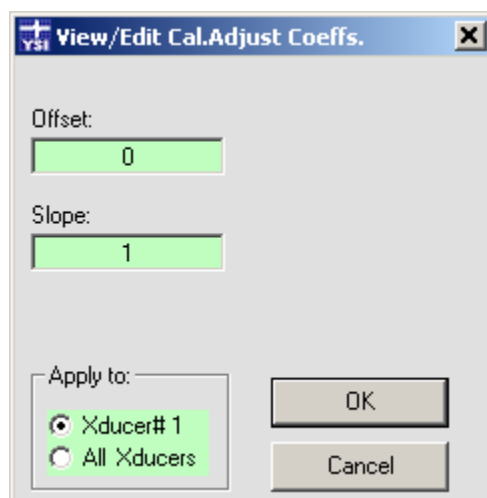 YSI View/Edit Cal.Adjust Coeffs.
Offset:
0
Slope:
1
Apply to:
Xducer# 1
All Xducers
OK
Cancel